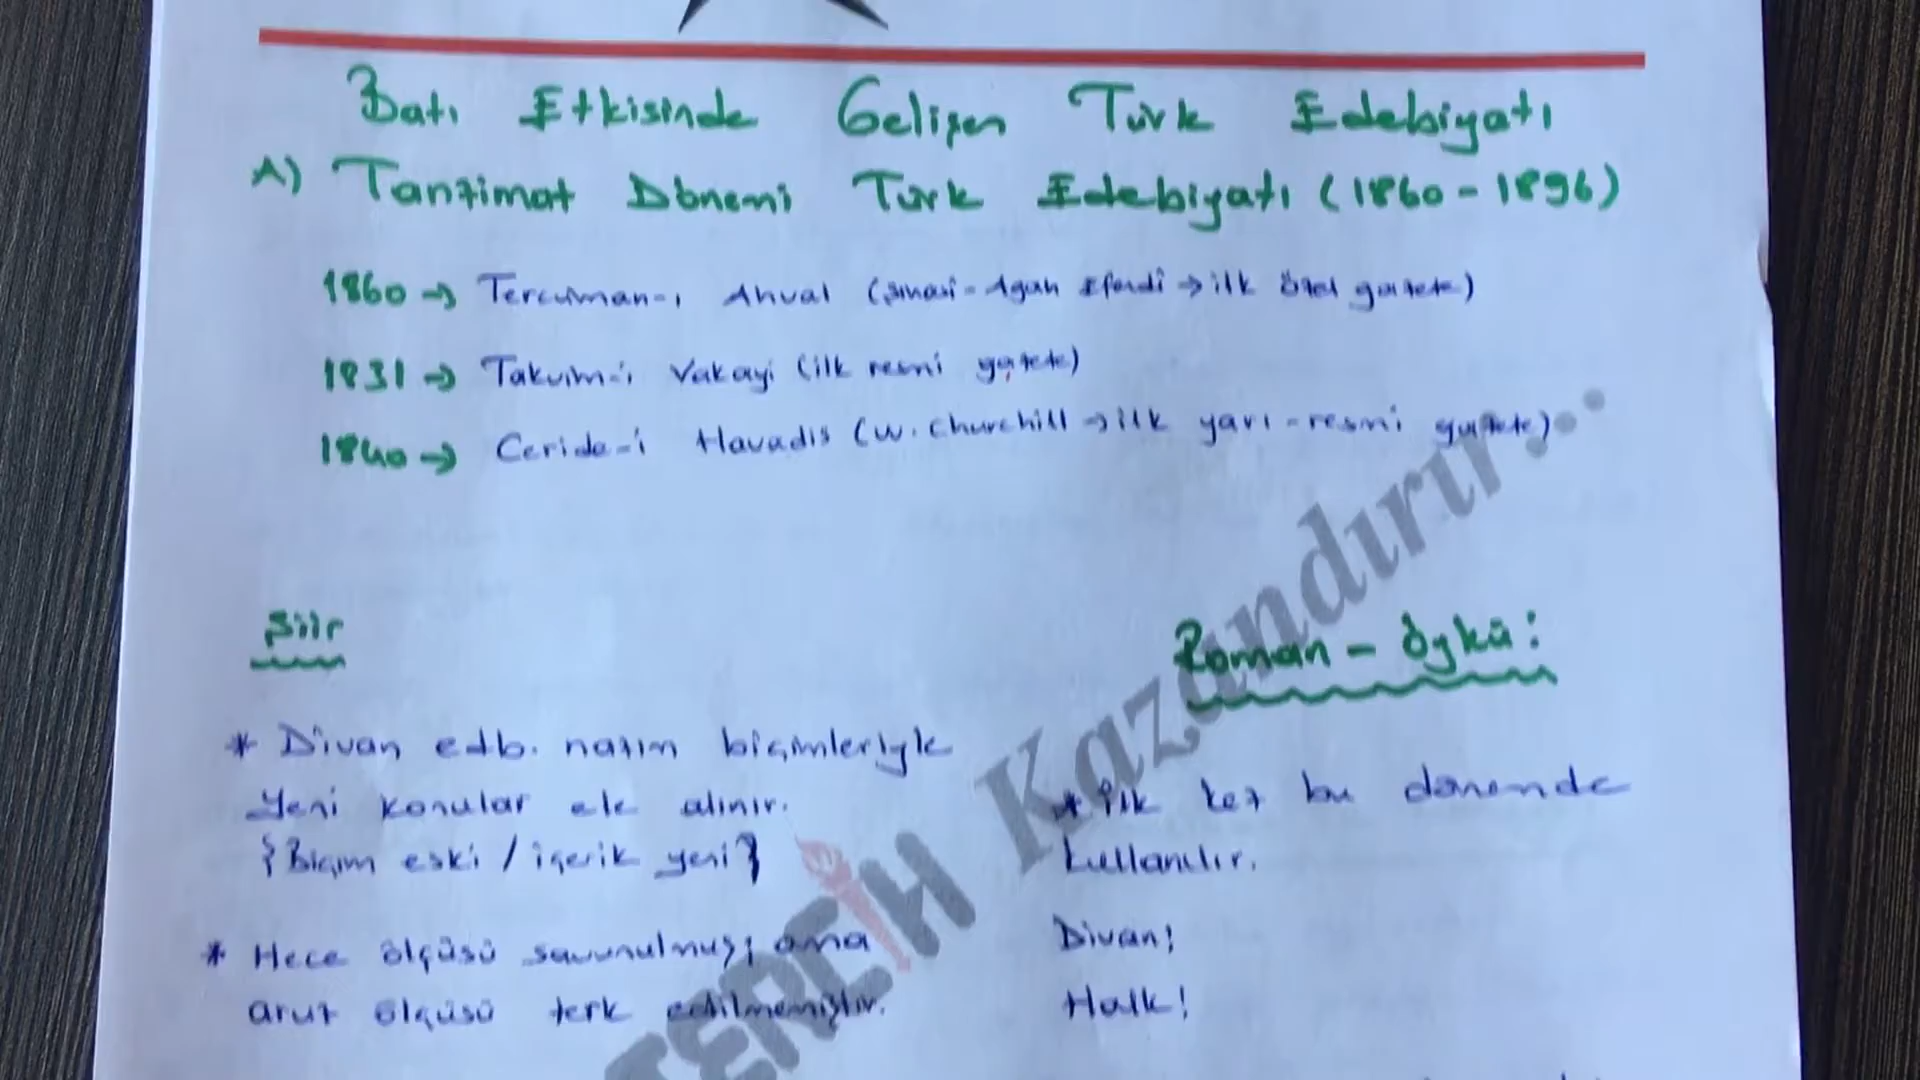 Batı Etkisinde Gelişen Türk Edebiyatı
A) Tanzimat Dönemi Türk Edebiyatı (1860-1896)
1860 → Tercüman-ı Ahval (Şinasi-Agah Efendi → ilk özel gazete)
1831 → Takvim-i Vakayi (ilk resmi gazete)
1840 → Ceride-i Havadis (W. Churchill → ilk yarı-resmi gazete)
Şiir
* Divan edb. nazım biçimleriyle
Yeni konular ele alınır.
{Biçim eski / içerik yeni}
* Hece ölçüsü savunulmuş; ama
aruz ölçüsü terk edilmemiştir.
Roman - Öykü:
* İlk kez bu dönemde
kullanılır.
Divan;
Halk!
TERCİH Kazandırır...